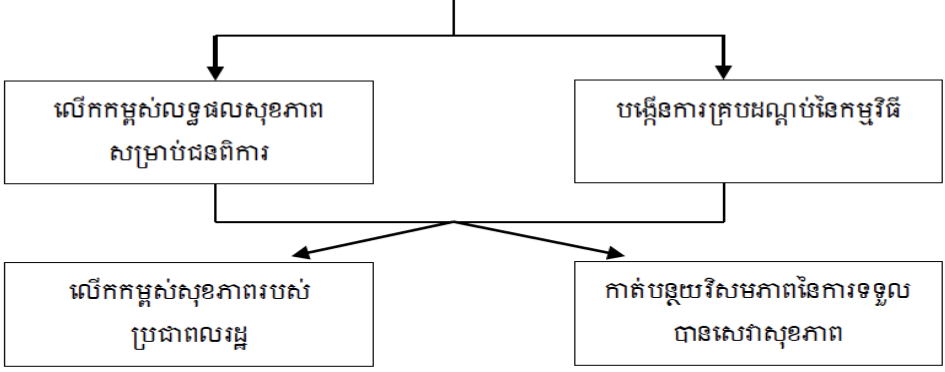 លើកកម្ពស់លទ្ធផលសុខភាព
សម្រាប់ជនពិការ
បង្កើនការគ្របដណ្ដប់នៃកម្មវិធី
លើកកម្ពស់សុខភាពរបស់
ប្រជាពលរដ្ឋ
កាត់បន្ថយវិសមភាពនៃការទទួល
បានសេវាសុខភាព